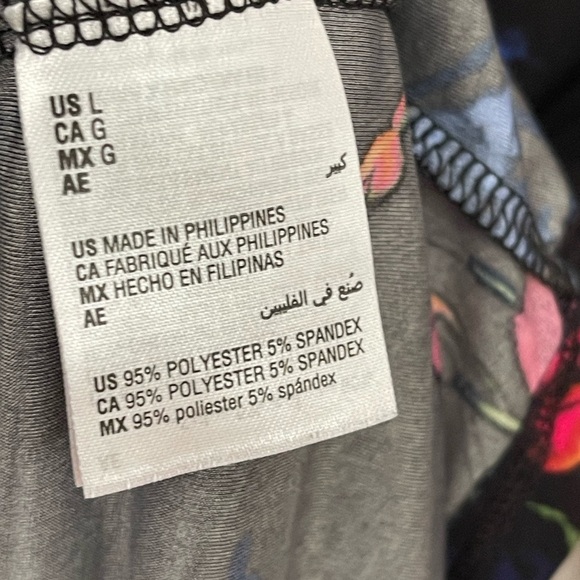 US L
CA G
MX G
AE كبير
US MADE IN PHILIPPINES
CA FABRIQUÉ AUX PHILIPPINES
MX HECHO EN FILIPINAS
AE صُنع في الفلبين
US 95% POLYESTER 5% SPANDEX
CA 95% POLYESTER 5% SPANDEX
MX 95% poliester 5% spándex